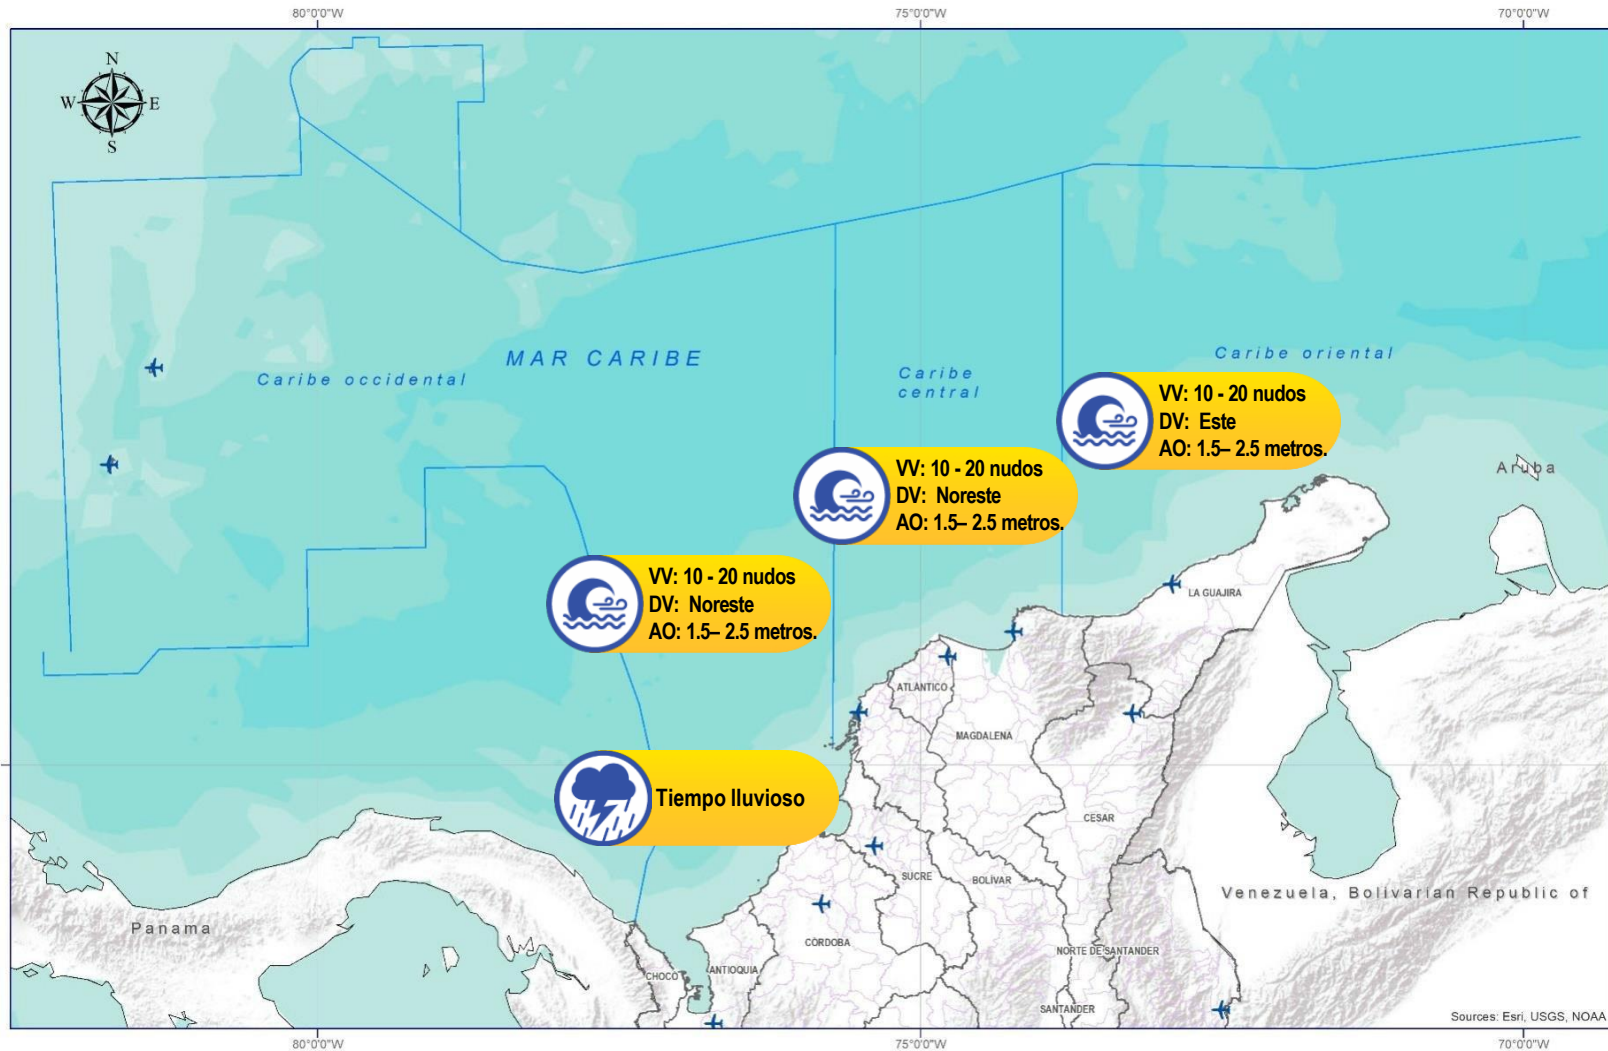 80°0'0"W
75°0'0"W
70°0'0"W
N
W
E
S
MAR CARIBE
Caribe occidental
Caribe
central
Caribe oriental
VV: 10 - 20 nudos
DV: Este
AO: 1.5– 2.5 metros.
VV: 10 - 20 nudos
DV: Noreste
AO: 1.5– 2.5 metros.
Aruba
VV: 10 - 20 nudos
DV: Noreste
AO: 1.5– 2.5 metros.
LA GUAJIRA
ATLÁNTICO
MAGDALENA
Tiempo lluvioso
CESAR
SUCRE
BOLÍVAR
Venezuela, Bolivarian Republic of
Panama
CÓRDOBA
NORTE DE SANTANDER
CHOCÓ
ANTIOQUIA
SANTANDER
Sources: Esri, USGS, NOAA
80°0'0"W
75°0'0"W
70°0'0"W